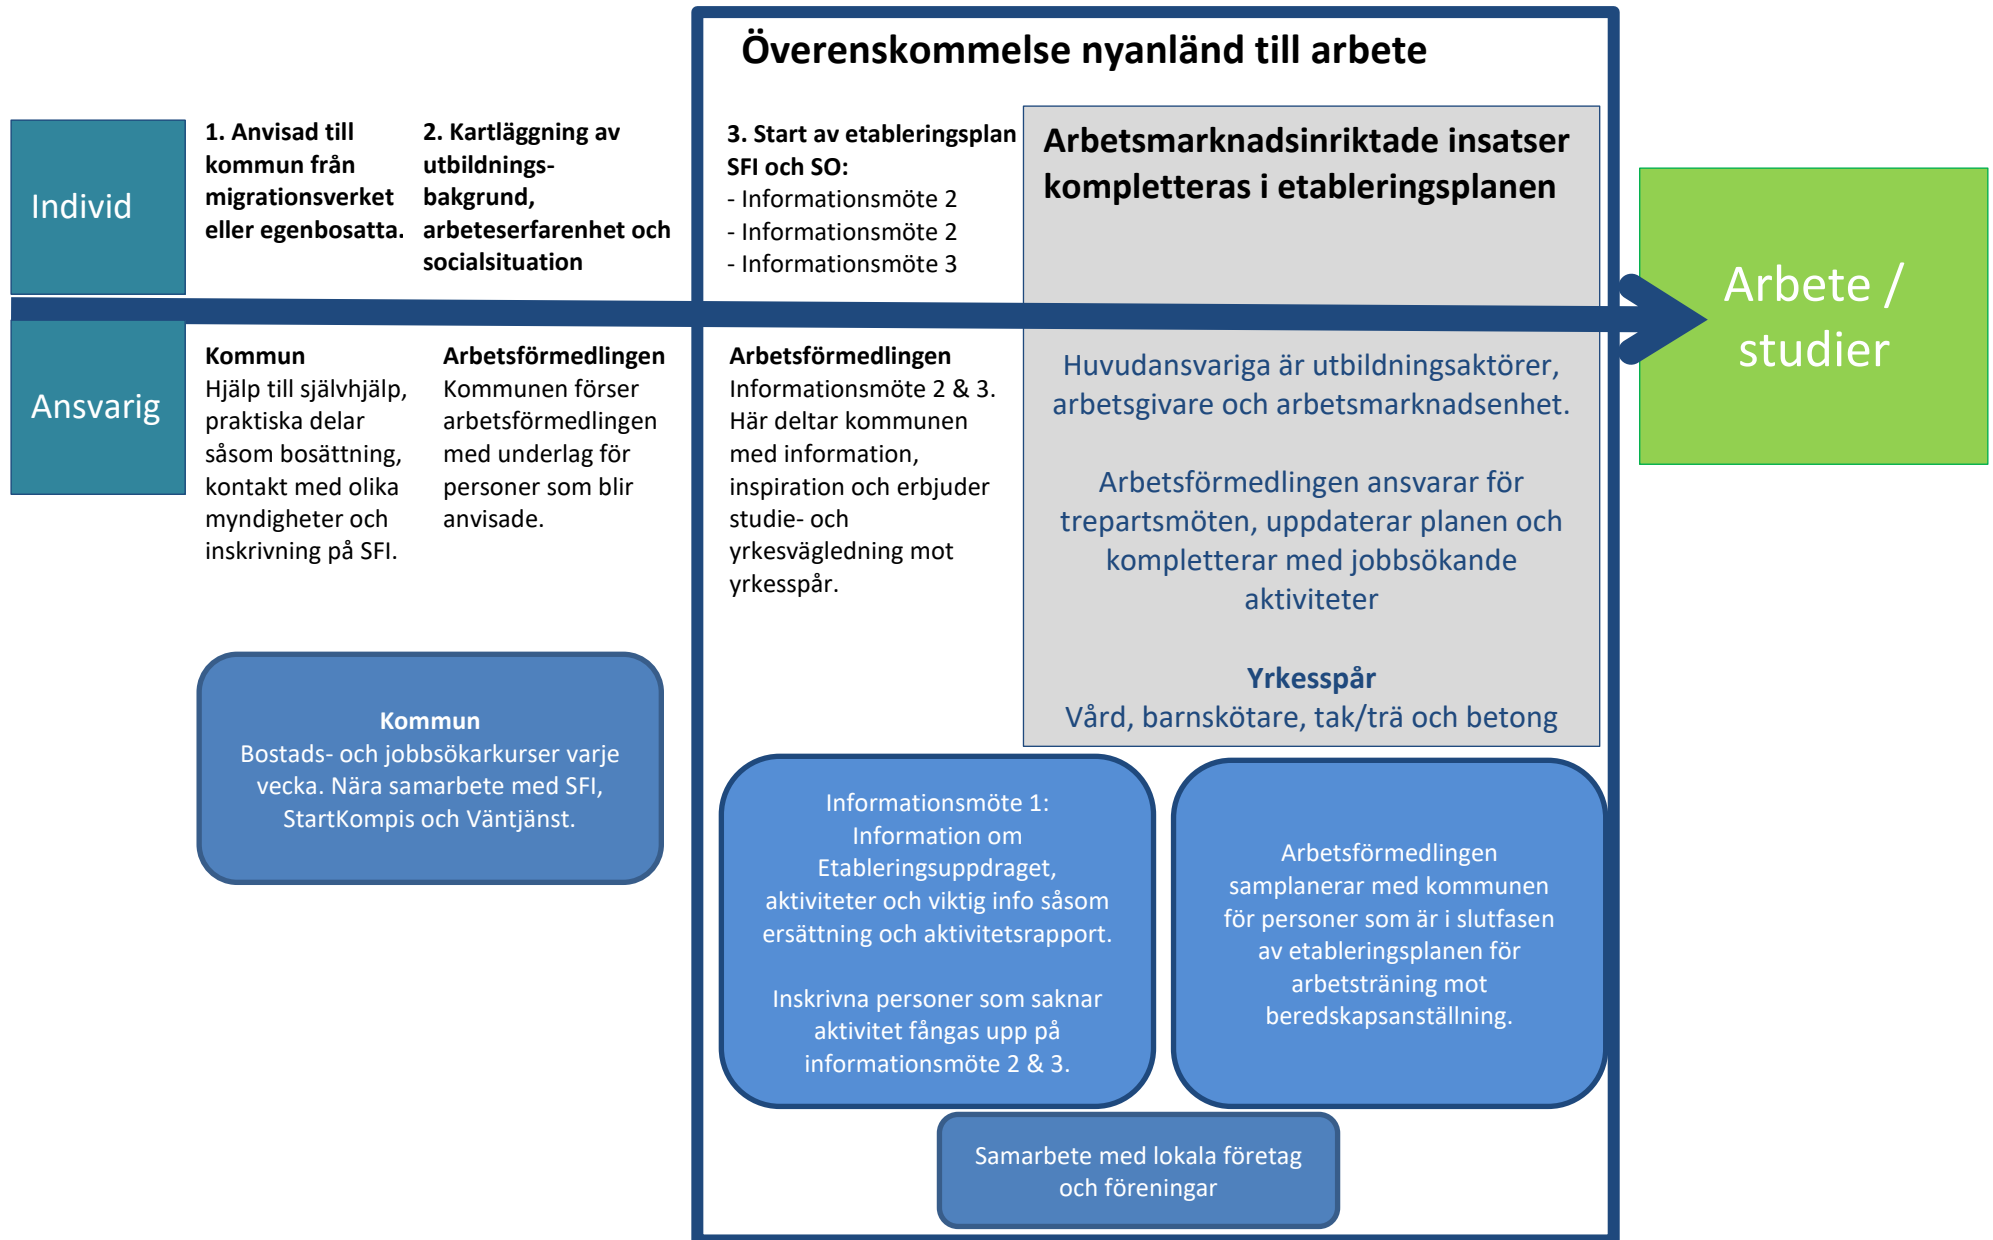 Överenskommelse nyanländ till arbete
Individ
1. Anvisad till
kommun från
migrationsverket
eller egenbosatta.
2. Kartläggning av
utbildnings-
bakgrund,
arbeteserfarenhet och
socialsituation
3. Start av etableringsplan
SFI och SO:
- Informationsmöte 2
- Informationsmöte 2
- Informationsmöte 3
Arbetsmarknadsinriktade insatser
kompletteras i etableringsplanen
Arbete /
studier
Ansvarig
Kommun
Hjälp till självhjälp,
praktiska delar
såsom bosättning,
kontakt med olika
myndigheter och
inskrivning på SFI.
Arbetsförmedlingen
Kommunen förser
arbetsförmedlingen
med underlag för
personer som blir
anvisade.
Arbetsförmedlingen
Informationsmöte 2 & 3.
Här deltar kommunen
med information,
inspiration och erbjuder
studie- och
yrkesvägledning mot
yrkesspår.
Huvudansvariga är utbildningsaktörer,
arbetsgivare och arbetsmarknadsenhet.
Arbetsförmedlingen ansvarar för
trepartsmöten, uppdaterar planen och
kompletterar med jobbsökande
aktiviteter
Yrkesspår
Vård, barnskötare, tak/trä och betong
Kommun
Bostads- och jobbsökarkurser varje
vecka. Nära samarbete med SFI,
StartKompis och Väntjänst.
Informationsmöte 1:
Information om
Etableringsuppdraget,
aktiviteter och viktig info såsom
ersättning och aktivitetsrapport.
Inskrivna personer som saknar
aktivitet fångas upp på
informationsmöte 2 & 3.
Arbetsförmedlingen
samplanerar med kommunen
för personer som är i slutfasen
av etableringsplanen för
arbetsträning mot
beredskapsanställning.
Samarbete med lokala företag
och föreningar